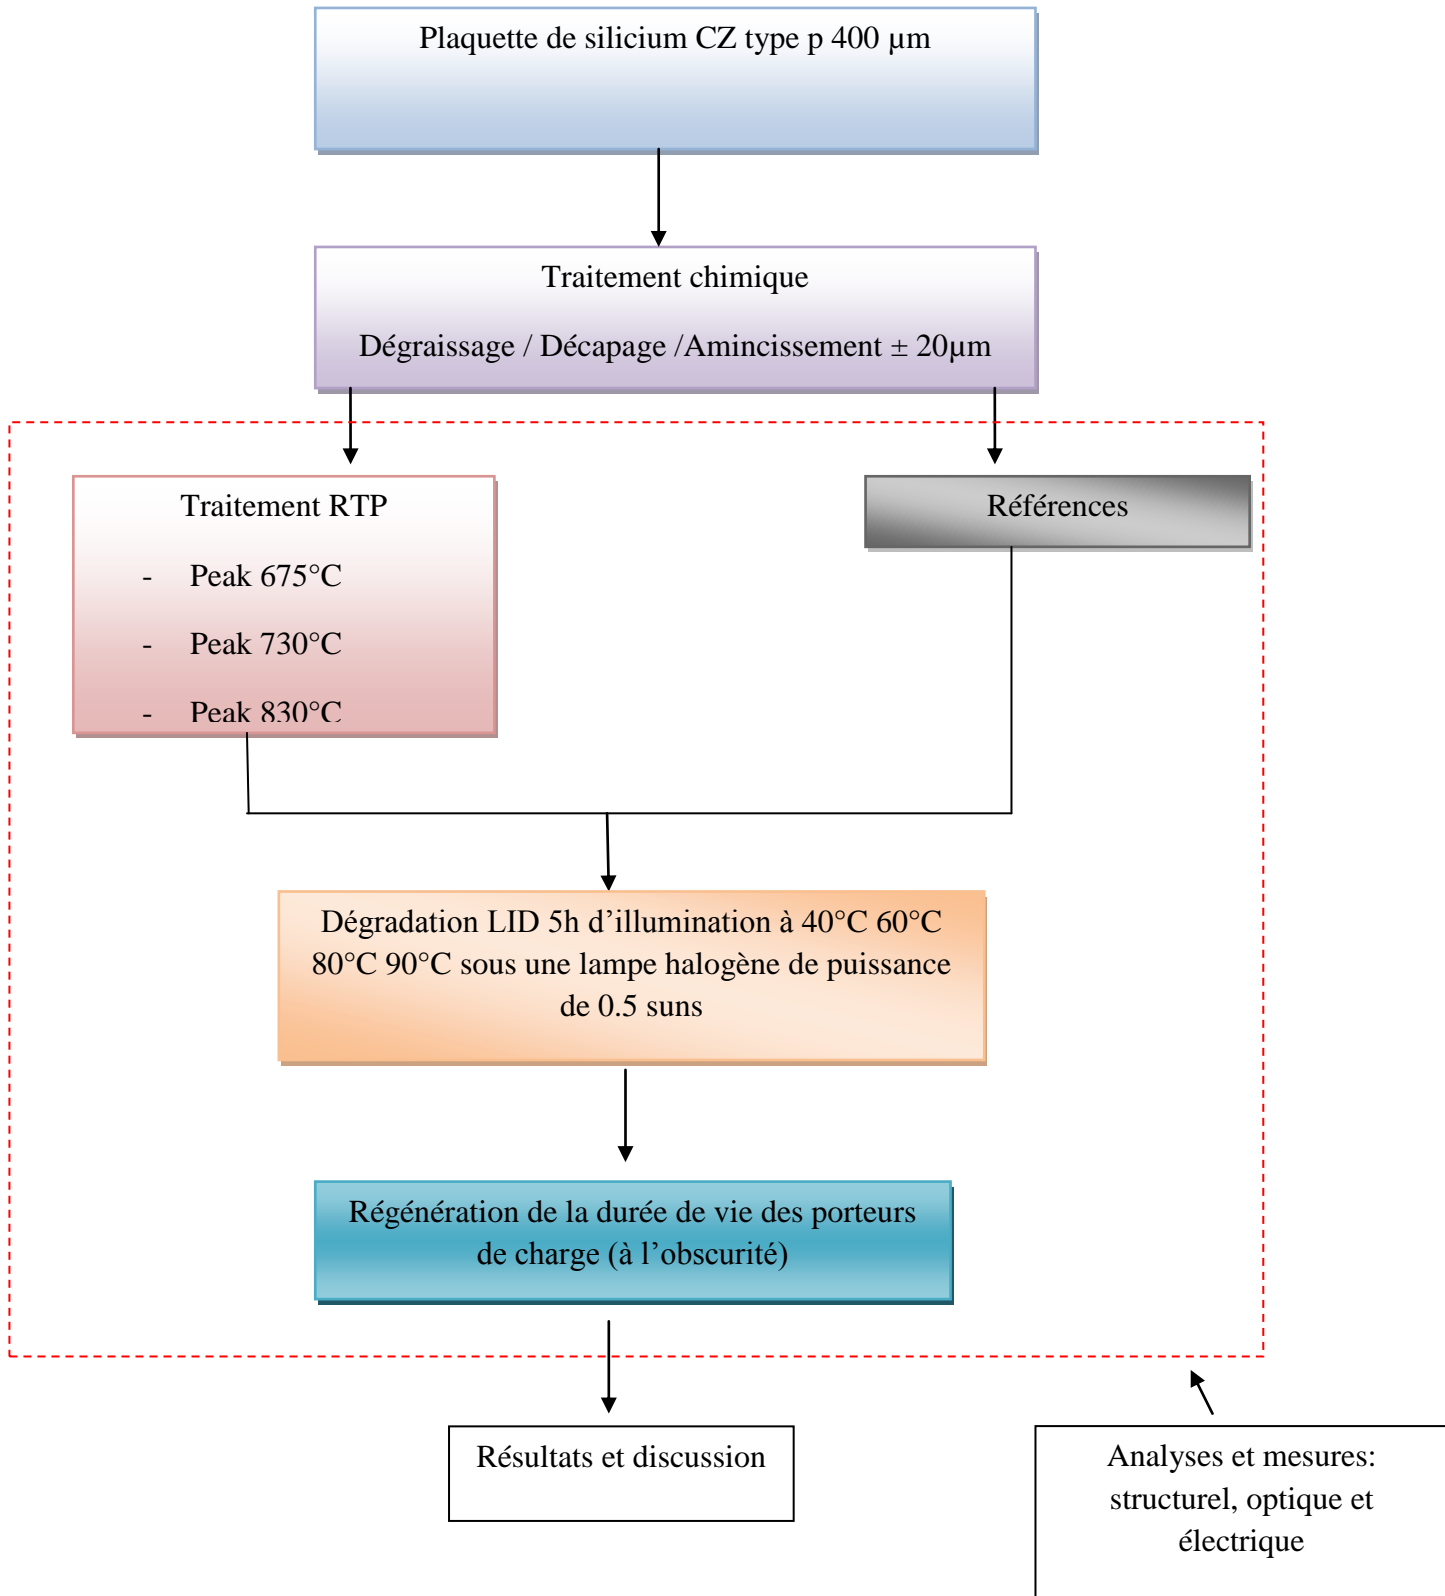 Plaquette de silicium CZ type p 400 µm
Traitement chimique
Dégraissage / Décapage /Amincissement ± 20µm
Traitement RTP
- Peak 675°C
- Peak 730°C
- Peak 830°C
Références
Dégradation LID 5h d’illumination à 40°C 60°C
80°C 90°C sous une lampe halogène de puissance
de 0.5 suns
Régénération de la durée de vie des porteurs
de charge (à l’obscurité)
Résultats et discussion
Analyses et mesures:
structurel, optique et
électrique